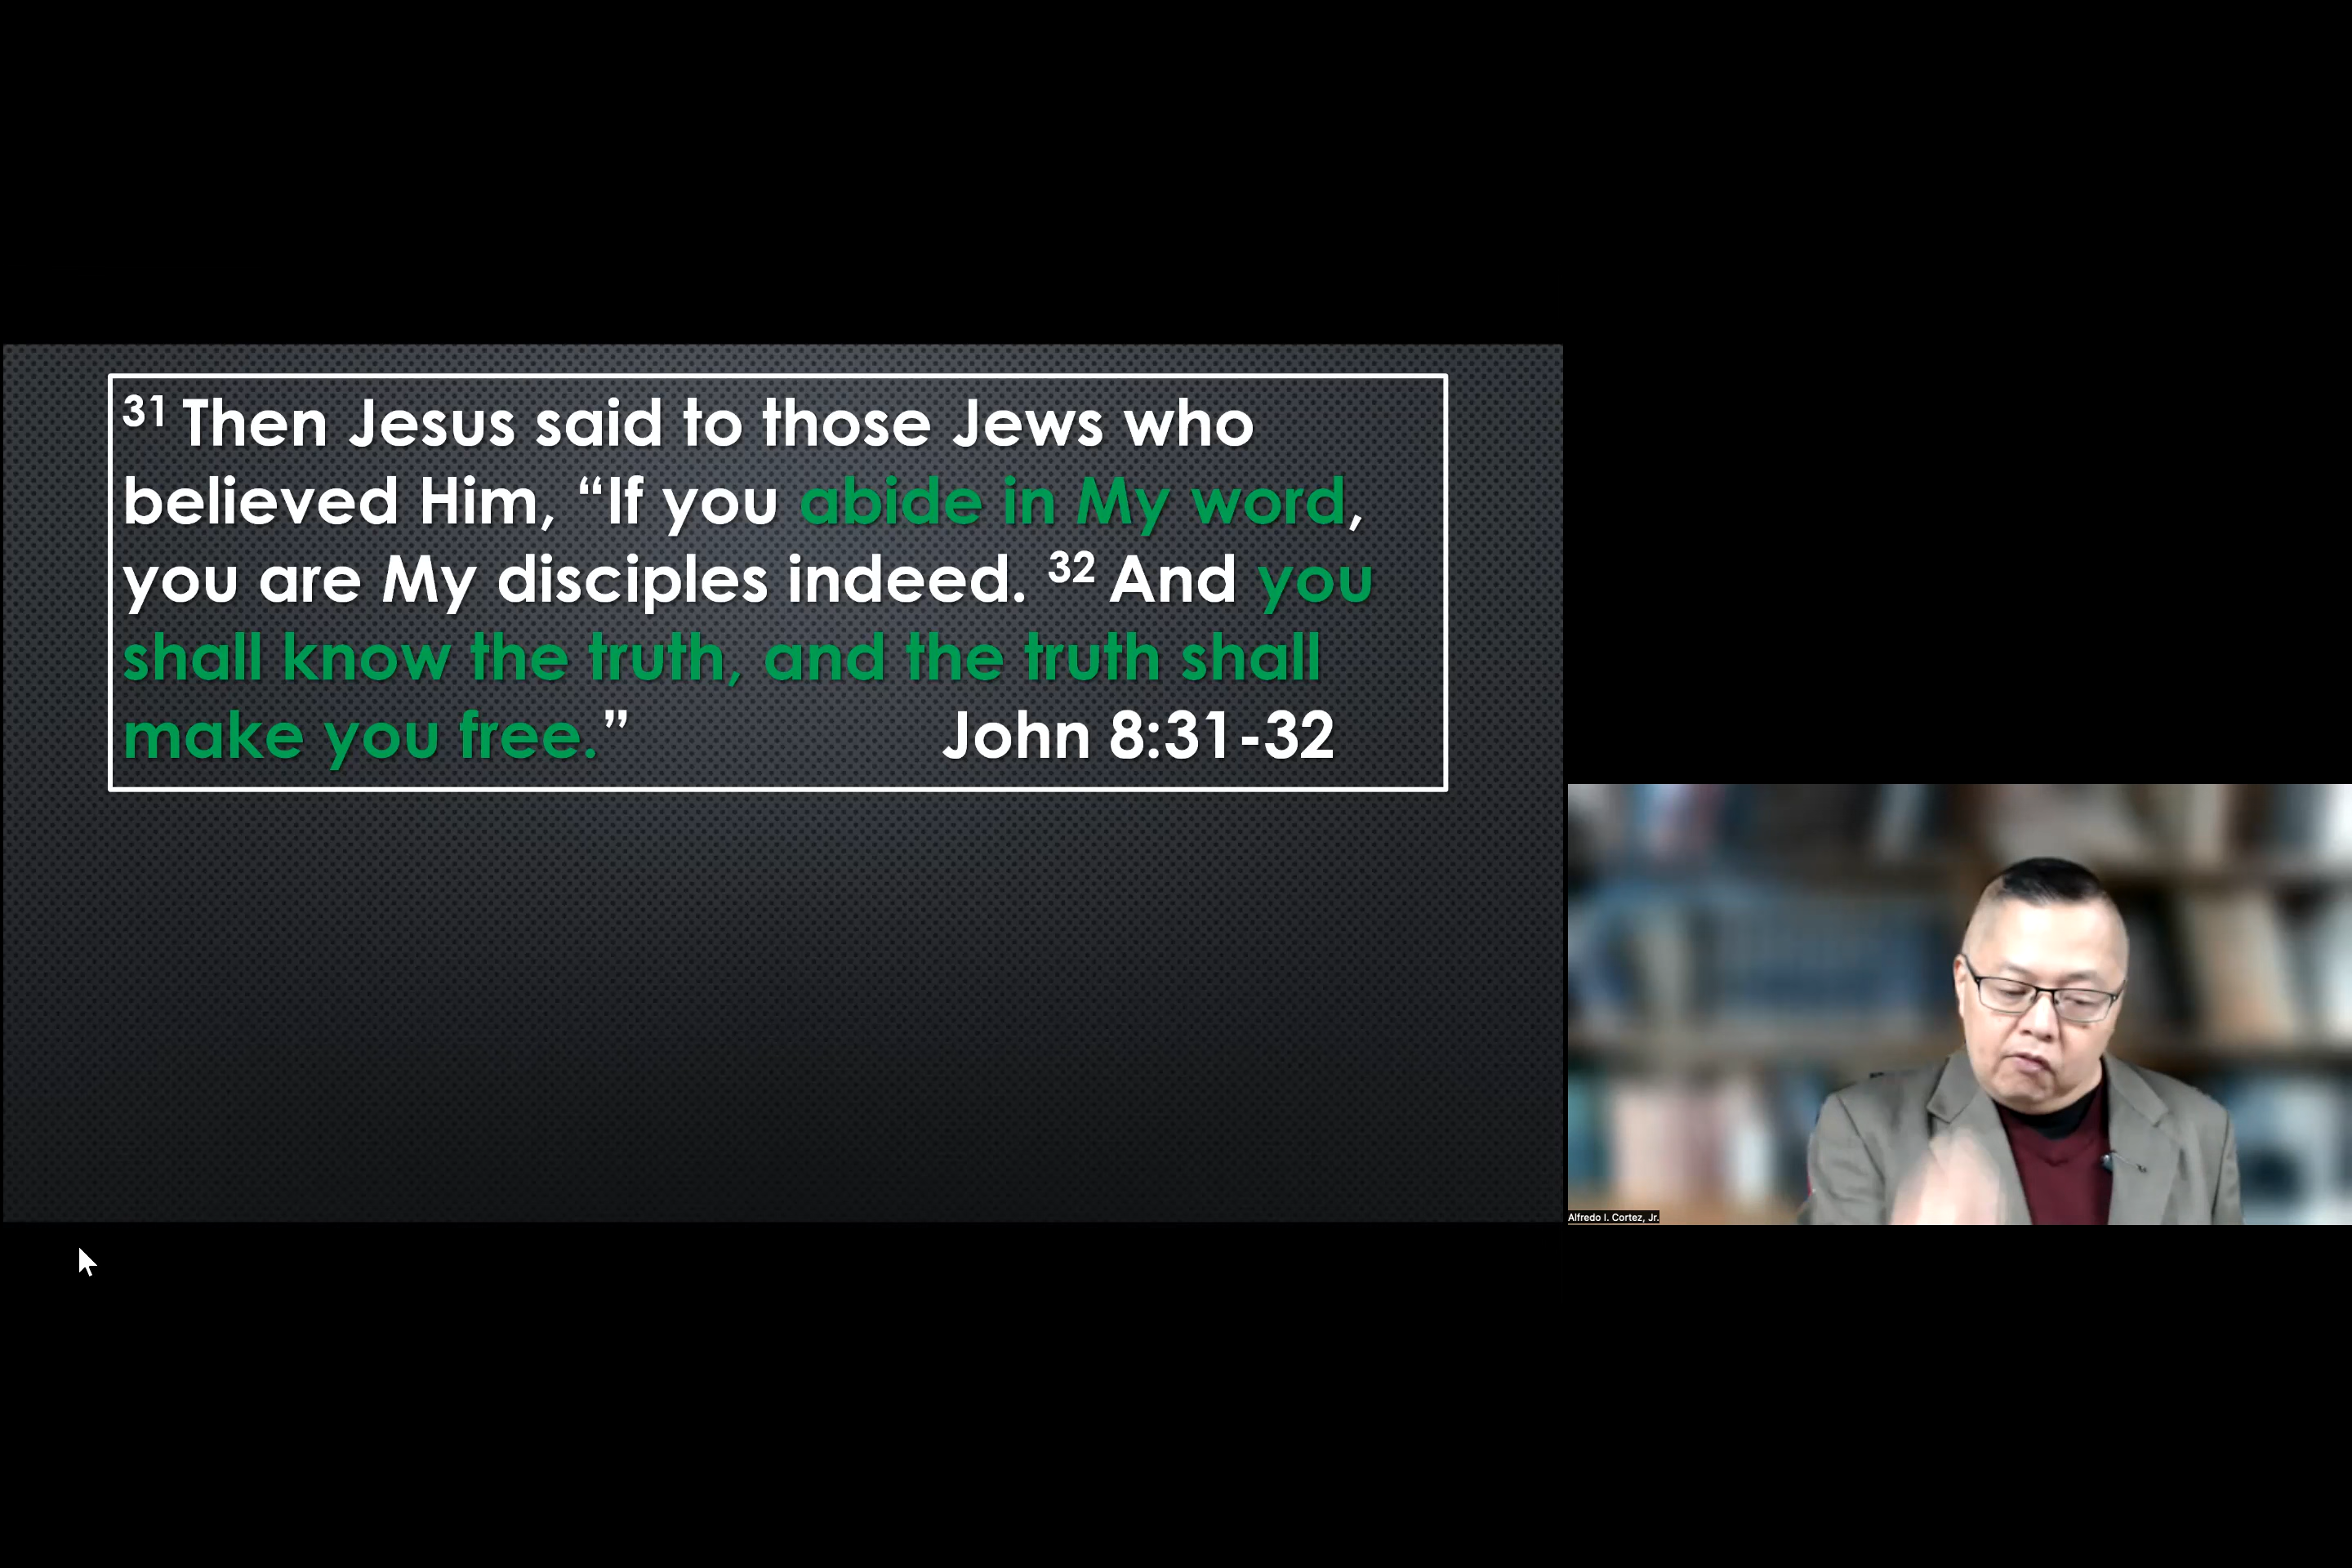 31 Then Jesus said to those Jews who
believed Him, “If you abide in My word,
you are My disciples indeed. 32 And you
shall know the truth, and the truth shall
make you free.” John 8:31-32
Alfredo I. Cortez, Jr.